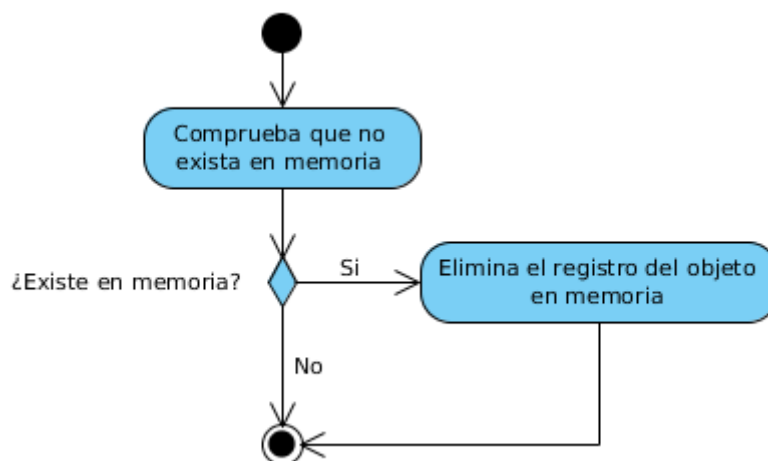 Comprueba que no
exista en memoria
¿Existe en memoria?
Si
Elimina el registro del objeto
en memoria
No